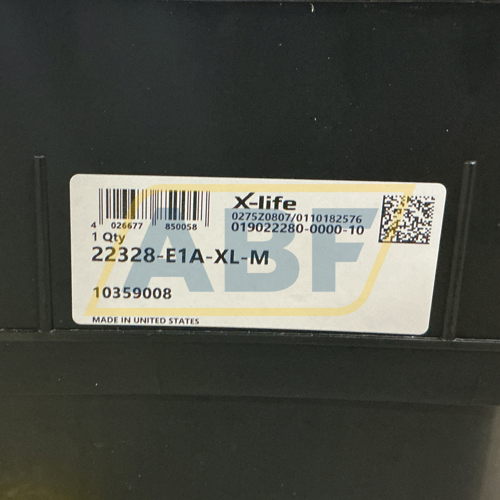 X-life
0275Z0807/0110182576
019022280-0000-10
4 026677 850058
1 Qty
22328-E1A-XL-M
10359008
MADE IN UNITED STATES
ABF